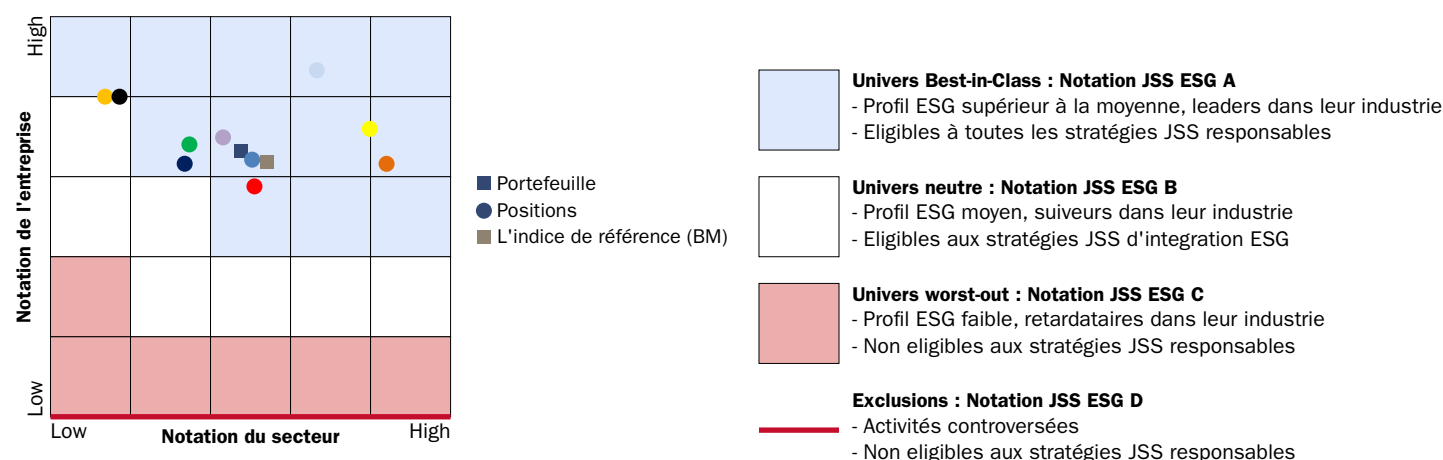 High
Notation de l'entreprise
Low
Low
Notation du secteur
High
Portefeuille
Positions
L'indice de référence (BM)
Univers Best-in-Class : Notation JSS ESG A
- Profil ESG supérieur à la moyenne, leaders dans leur industrie
- Eligibles à toutes les stratégies JSS responsables
Univers neutre : Notation JSS ESG B
- Profil ESG moyen, suiveurs dans leur industrie
- Eligibles aux stratégies JSS d'integration ESG
Univers worst-out : Notation JSS ESG C
- Profil ESG faible, retardataires dans leur industrie
- Non eligibles aux stratégies JSS responsables
Exclusions : Notation JSS ESG D
- Activités controversées
- Non eligibles aux stratégies JSS responsables